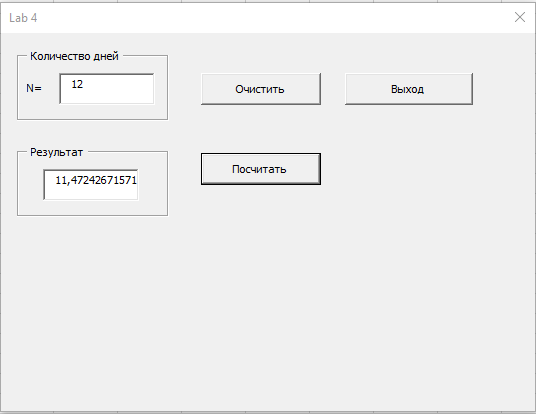 Lab 4
Количество дней
N=
12
Очистить
Выход
Результат
11,47242671571
Посчитать